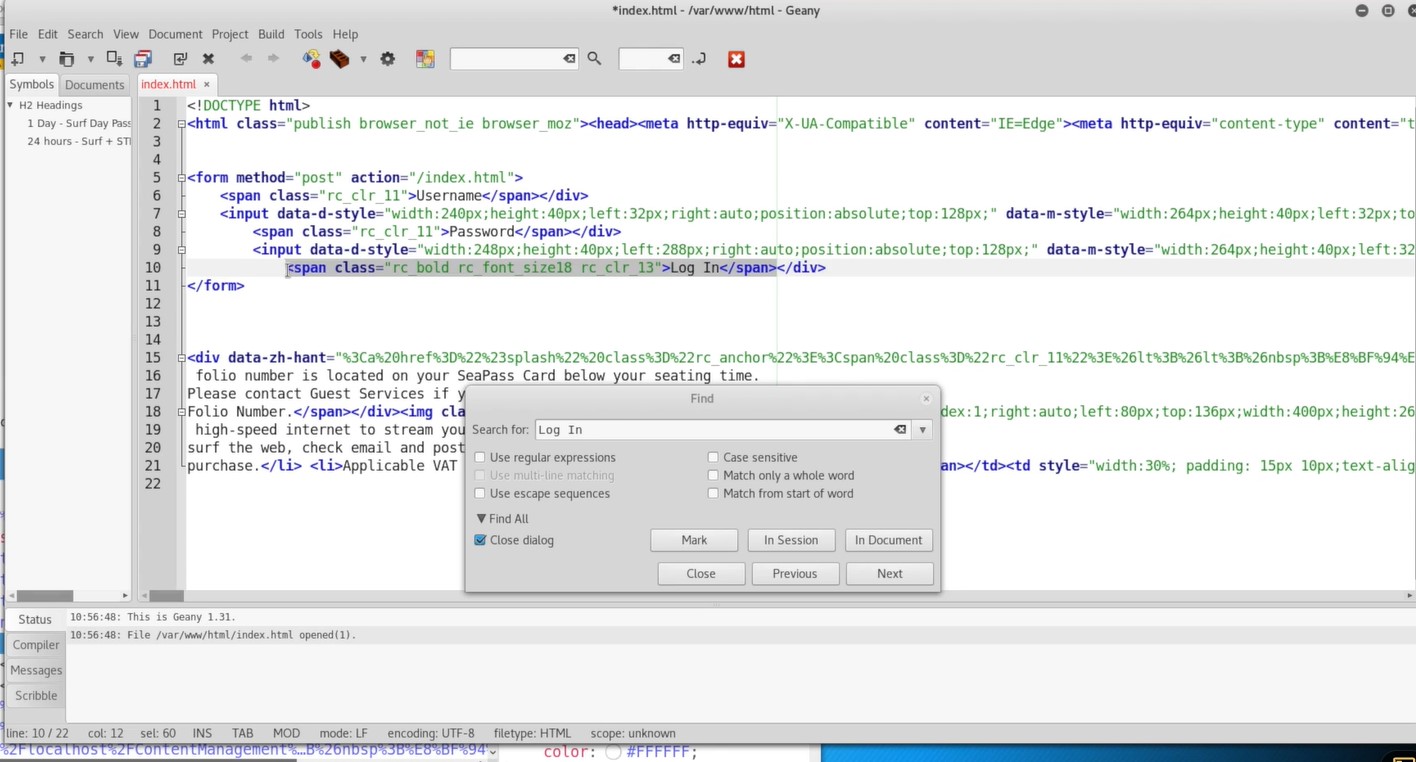 *index.html - /var/www/html - Geany
File Edit Search View Document Project Build Tools Help
Symbols Documents index.html
H2 Headings
1 Day - Surf Day Pass
24 hours - Surf + ST
1 <!DOCTYPE html>
2 <html class="publish browser_not_ie browser_moz"><head><meta http-equiv="X-UA-Compatible" content="IE=Edge"><meta http-equiv="content-type" content="t
3
4
5 <form method="post" action="/index.html">
6 <span class="rc_clr_11">Username</span></div>
7 <input data-d-style="width:240px;height:40px;left:32px;right:auto;position:absolute;top:128px;" data-m-style="width:264px;height:40px;left:32px;to
8 <span class="rc_clr_11">Password</span></div>
9 <input data-d-style="width:248px;height:40px;left:288px;right:auto;position:absolute;top:128px;" data-m-style="width:264px;height:40px;left:32
10 <span class="rc_bold rc_font_size18 rc_clr_13">Log In</span></div>
11 </form>
12
13
14
15 <div data-zh-hant="%3Ca%20href%3D%22%23splash%22%20class%3D%22rc_anchor%22%3E%3Cspan%20class%3D%22rc_clr_11%22%3E%26lt%3B%26lt%3B%26nbsp%3B%E8%BF%94%E
16 folio number is located on your SeaPass Card below your seating time.
17 Please contact Guest Services if y
18 Folio Number.</span></div><img cla dex:1;right:auto;left:80px;top:136px;width:400px;height:26
19 high-speed internet to stream you
20 surf the web, check email and post
21 purchase.</li> <li>Applicable VAT an></td><td style="width:30%; padding: 15px 10px;text-alig
22
Find
Search for: Log In
Use regular expressions Case sensitive
Use multi-line matching Match only a whole word
Use escape sequences Match from start of word
Find All
Close dialog Mark In Session In Document
Close Previous Next
Status 10:56:48: This is Geany 1.31.
10:56:48: File /var/www/html/index.html opened(1).
Compiler
Messages
Scribble
line: 10 / 22 col: 12 sel: 60 INS TAB MOD mode: LF encoding: UTF-8 filetype: HTML scope: unknown
%2Flocalhost%2FContentManagement%…B%26nbsp%3B%E8%BF%94% color: #FFFFFF;